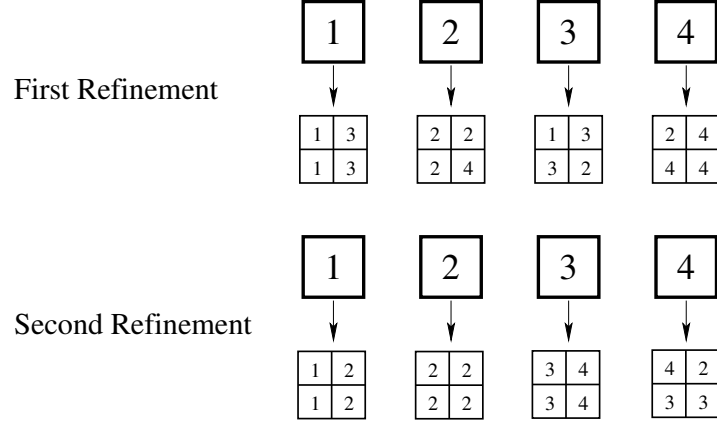 1 2 3 4
First Refinement
1 3 2 2 1 3 2 4
1 3 2 4 3 2 4 4
1 2 3 4
Second Refinement
1 2 2 2 3 4 4 2
1 2 2 2 3 4 3 3